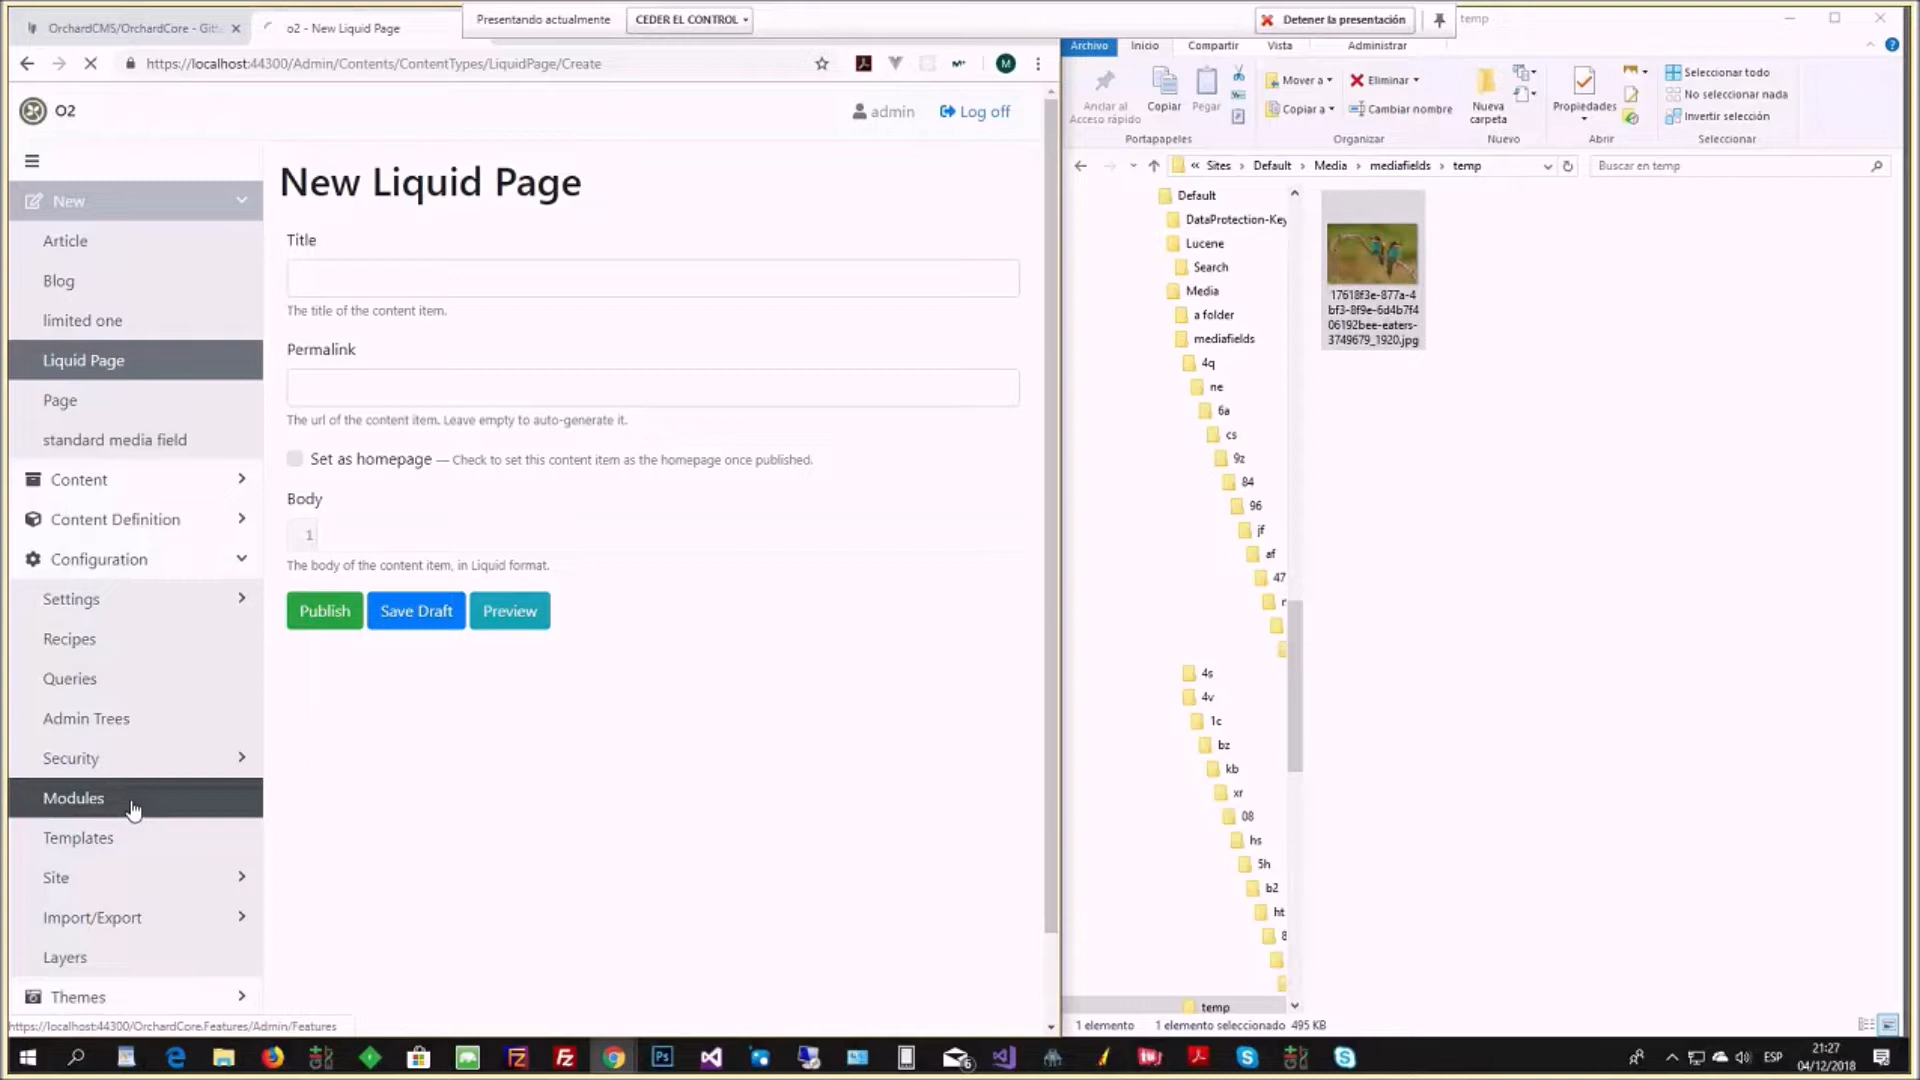 OrchardCMS/OrchardCore - Gitt
o2 - New Liquid Page
Presentando actualmente
CEDER EL CONTROL
Detener la presentación
temp
https://localhost:44300/Admin/Contents/ContentTypes/LiquidPage/Create
M
O2
admin
Log off
New
Article
Blog
limited one
Liquid Page
Page
standard media field
Content
Content Definition
Configuration
Settings
Recipes
Queries
Admin Trees
Security
Modules
Templates
Site
Import/Export
Layers
Themes
https://localhost:44300/OrchardCore.Features/Admin/Features
New Liquid Page
Title
The title of the content item.
Permalink
The url of the content item. Leave empty to auto-generate it.
Set as homepage — Check to set this content item as the homepage once published.
Body
1
The body of the content item, in Liquid format.
Publish
Save Draft
Preview
Archivo
Inicio
Compartir
Vista
Administrar
Anclar al
Acceso rápido
Copiar
Pegar
Portapapeles
Mover a
Copiar a
Eliminar
Cambiar nombre
Organizar
Nueva
carpeta
Nuevo
Propiedades
Abrir
Seleccionar todo
No seleccionar nada
Invertir selección
Seleccionar
« Sites > Default > Media > mediafields > temp
Buscar en temp
Default
DataProtection-Key
Lucene
Search
Media
a folder
mediafields
4q
ne
6a
cs
9z
84
96
jf
af
47
r
4s
4v
1c
bz
kb
xr
08
hs
5h
b2
ht
8
temp
17618f3e-877a-4
bf3-8f9e-6d4b7f4
06192bee-eaters-
3749679_1920.jpg
1 elemento
1 elemento seleccionado 495 KB
ESP
21:27
04/12/2018